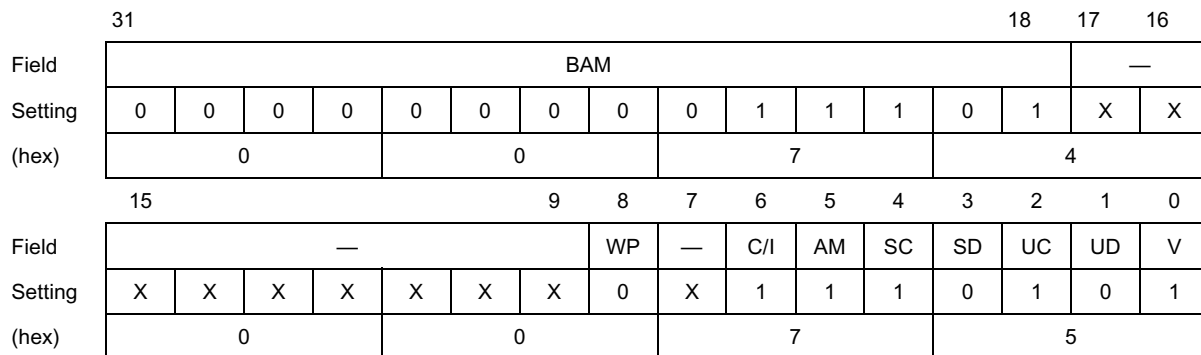 31 18 17 16
Field BAM —
Setting 0 0 0 0 0 0 0 0 0 1 1 1 0 1 X X
(hex) 0 0 7 4
15 9 8 7 6 5 4 3 2 1 0
Field — WP — C/I AM SC SD UC UD V
Setting X X X X X X X 0 X 1 1 1 0 1 0 1
(hex) 0 0 7 5